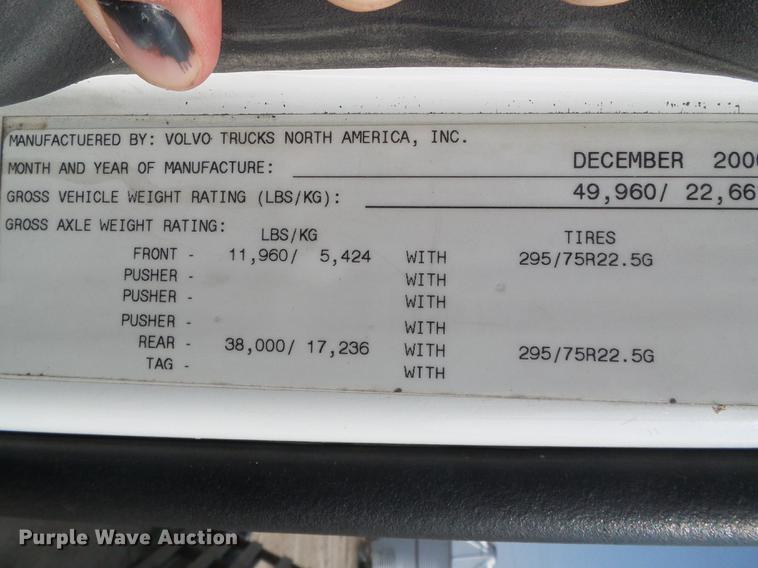 MANUFACTUERED BY: VOLVO TRUCKS NORTH AMERICA, INC.
MONTH AND YEAR OF MANUFACTURE: DECEMBER 200
GROSS VEHICLE WEIGHT RATING (LBS/KG): 49,960/ 22,66
GROSS AXLE WEIGHT RATING:
LBS/KG TIRES
FRONT - 11,960/ 5,424 WITH 295/75R22.5G
PUSHER - WITH
PUSHER - WITH
PUSHER - WITH
REAR - 38,000/ 17,236 WITH 295/75R22.5G
TAG - WITH
Purple Wave Auction